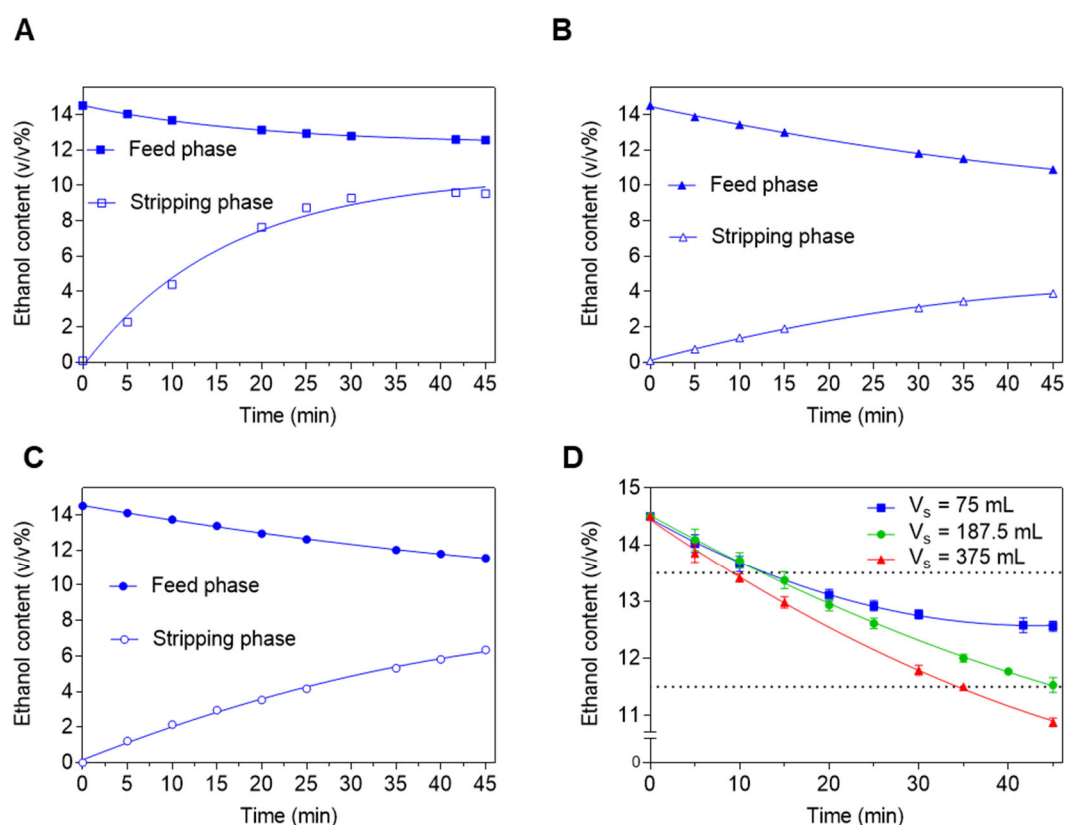 A
Ethanol content (v/v%)
14
12
10
8
6
4
2
0
Feed phase
Stripping phase
0 5 10 15 20 25 30 35 40 45
Time (min)
B
Ethanol content (v/v%)
14
12
10
8
6
4
2
0
Feed phase
Stripping phase
0 5 10 15 20 25 30 35 40 45
Time (min)
C
Ethanol content (v/v%)
14
12
10
8
6
4
2
0
Feed phase
Stripping phase
0 5 10 15 20 25 30 35 40 45
Time (min)
D
Ethanol content (v/v%)
15
14
13
12
11
0
Vs = 75 mL
Vs = 187.5 mL
Vs = 375 mL
0 10 20 30 40
Time (min)